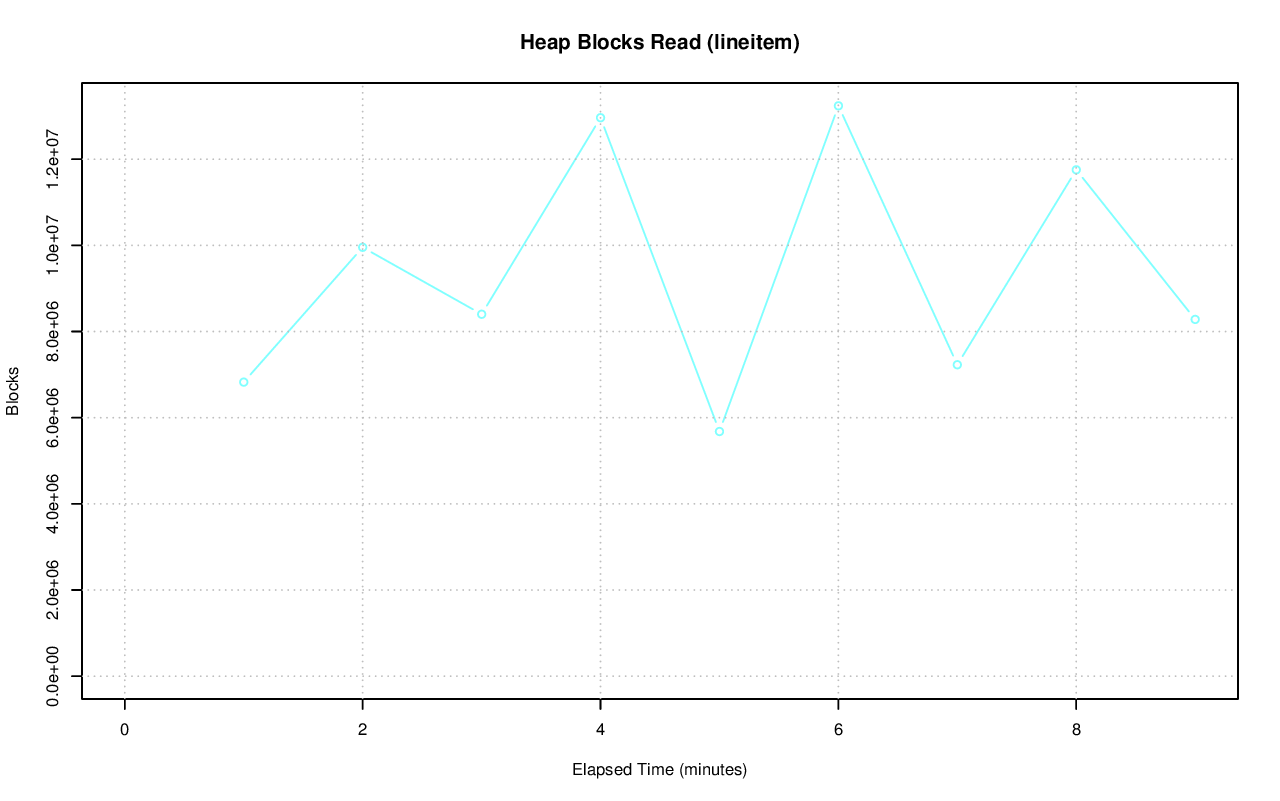 Heap Blocks Read (lineitem)
1.2e+07
1.0e+07
8.0e+06
6.0e+06
4.0e+06
2.0e+06
0.0e+00
Blocks
0 2 4 6 8
Elapsed Time (minutes)